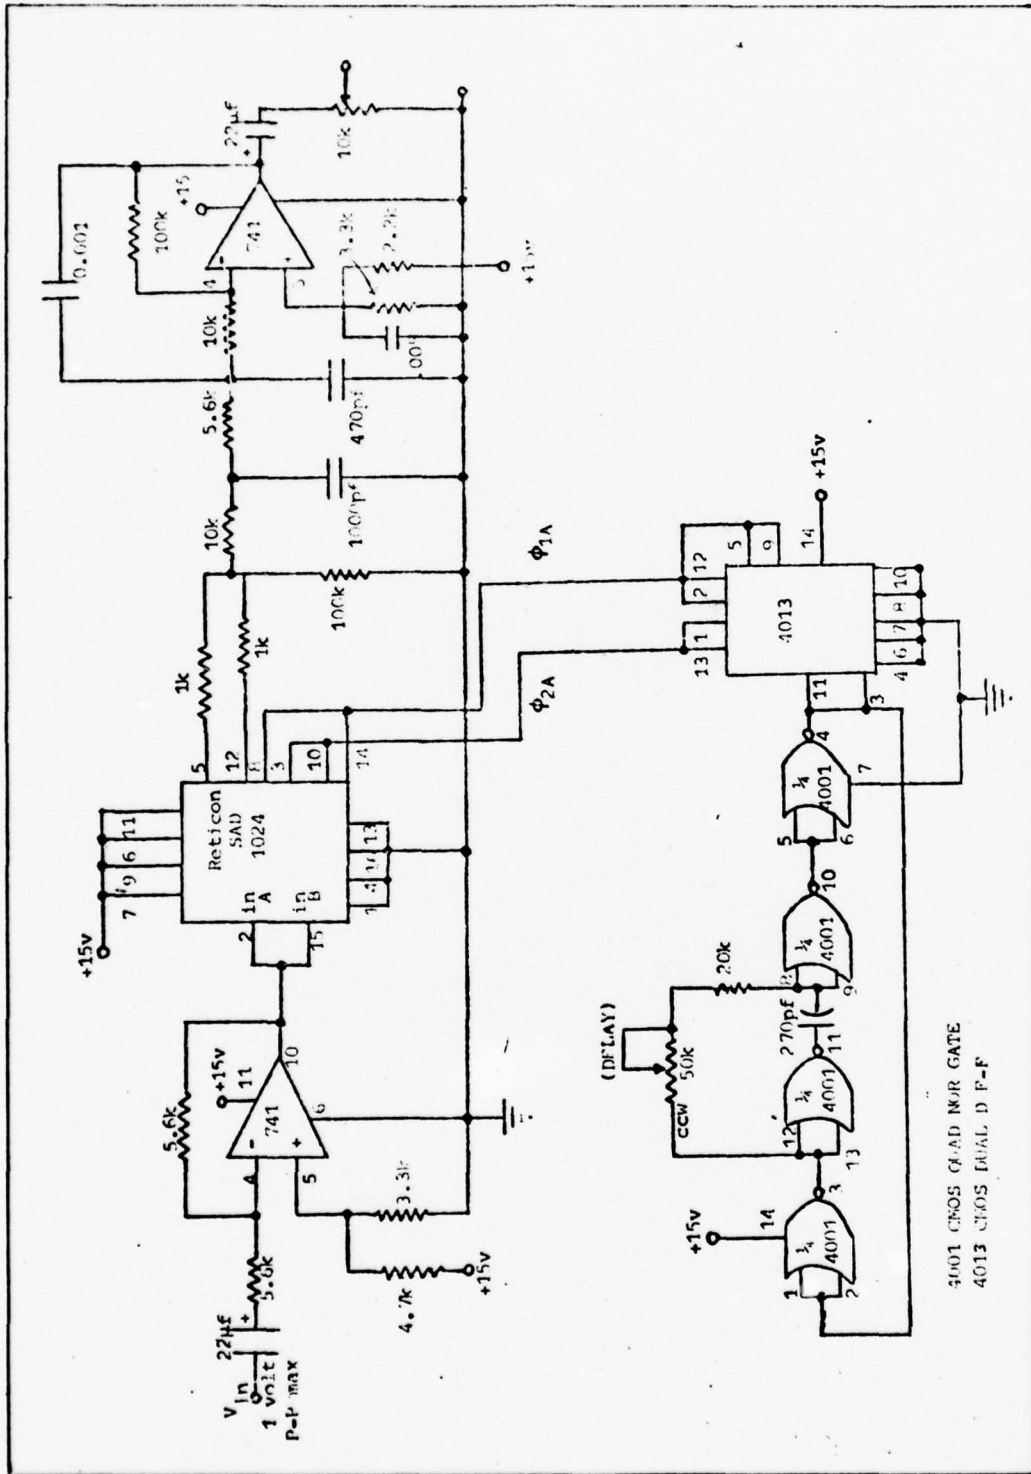 V in
1 volt
P-P max
22μf
+
5.6k
4
5
-
+
741
+15v
11
10
6
5.6k
4.7k
3.3k
+15v
+15v
7
9
6
11
Reticon
SAD
1024
in
A
in
B
2
15
1
4
13
5
12
8
3
10
14
1k
1k
100k
10k
1000pf
5.6k
470pf
10k
0.001
100k
4
-
+
741
+15
3.3k
+15v
22μf
+
10k
ϕ2A
ϕ1A
+15v
14
1
2
¼
4001
3
12
13
¼
4001
11
270pf
(DELAY)
CCW
50k
20k
8
9
¼
4001
10
5
6
¼
4001
4
7
11
3
4013
13
1
2
12
5
9
14
+15v
4
6
7
8
10
4001 CMOS QUAD NOR GATE
4013 CMOS DUAL D F-F